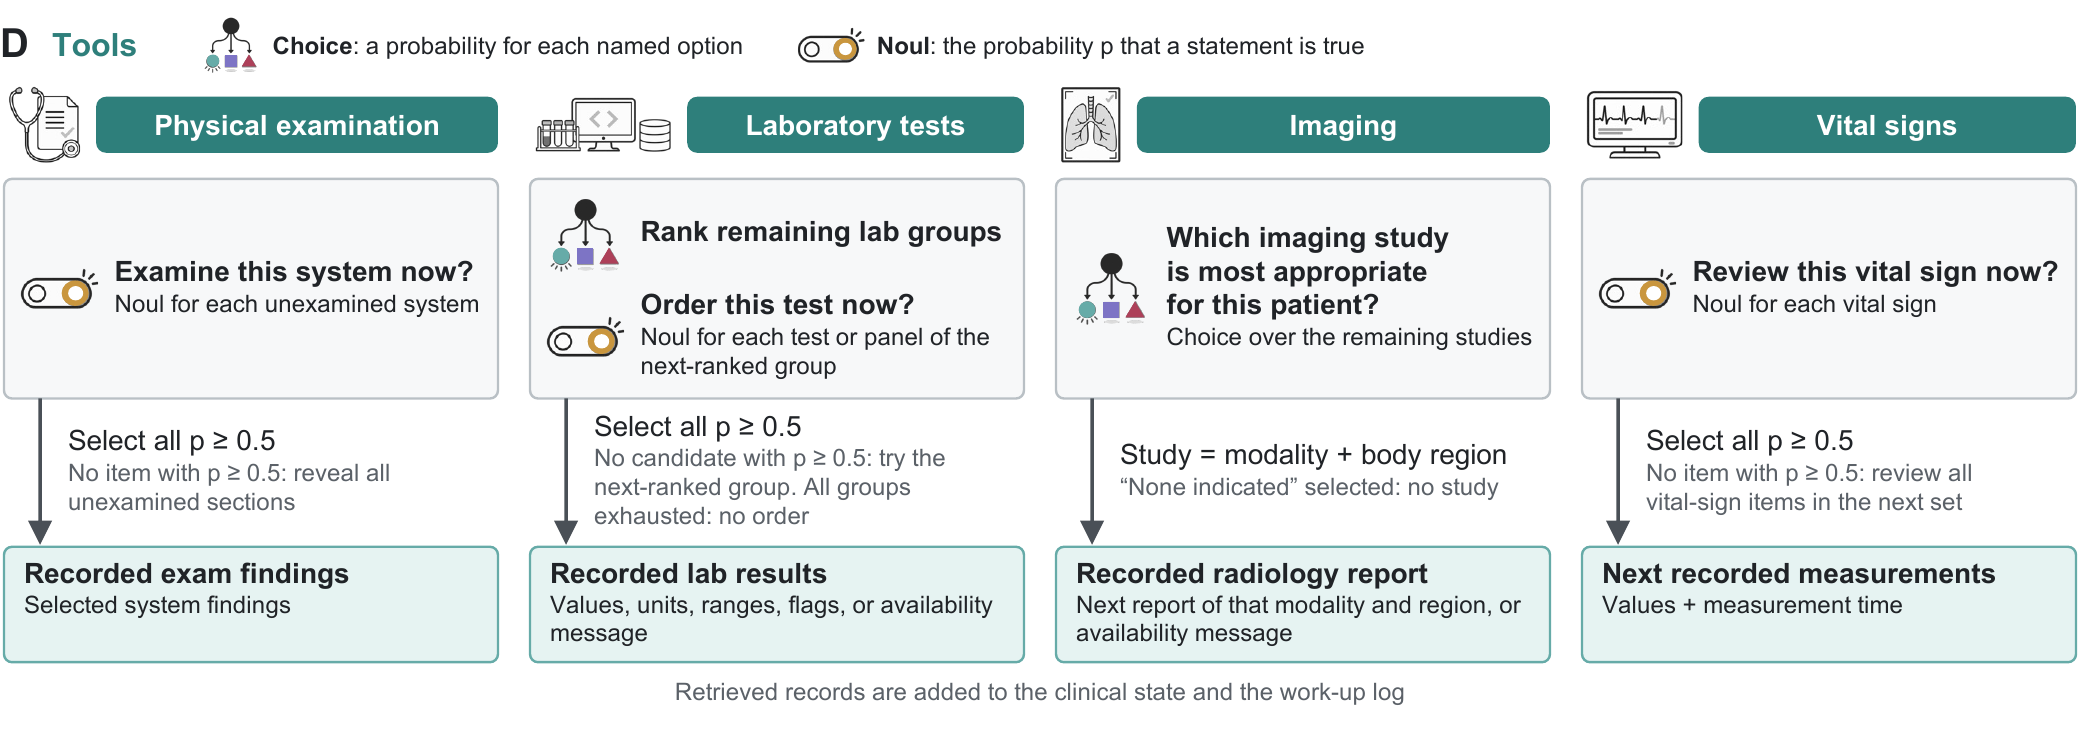 D Tools
Choice: a probability for each named option
Noul: the probability p that a statement is true
Physical examination
Examine this system now?
Noul for each unexamined system
Select all p ≥ 0.5
No item with p ≥ 0.5: reveal all
unexamined sections
Recorded exam findings
Selected system findings
Laboratory tests
Rank remaining lab groups
Order this test now?
Noul for each test or panel of the
next-ranked group
Select all p ≥ 0.5
No candidate with p ≥ 0.5: try the
next-ranked group. All groups
exhausted: no order
Recorded lab results
Values, units, ranges, flags, or availability
message
Imaging
Which imaging study
is most appropriate
for this patient?
Choice over the remaining studies
Study = modality + body region
“None indicated” selected: no study
Recorded radiology report
Next report of that modality and region, or
availability message
Vital signs
Review this vital sign now?
Noul for each vital sign
Select all p ≥ 0.5
No item with p ≥ 0.5: review all
vital-sign items in the next set
Next recorded measurements
Values + measurement time
Retrieved records are added to the clinical state and the work-up log